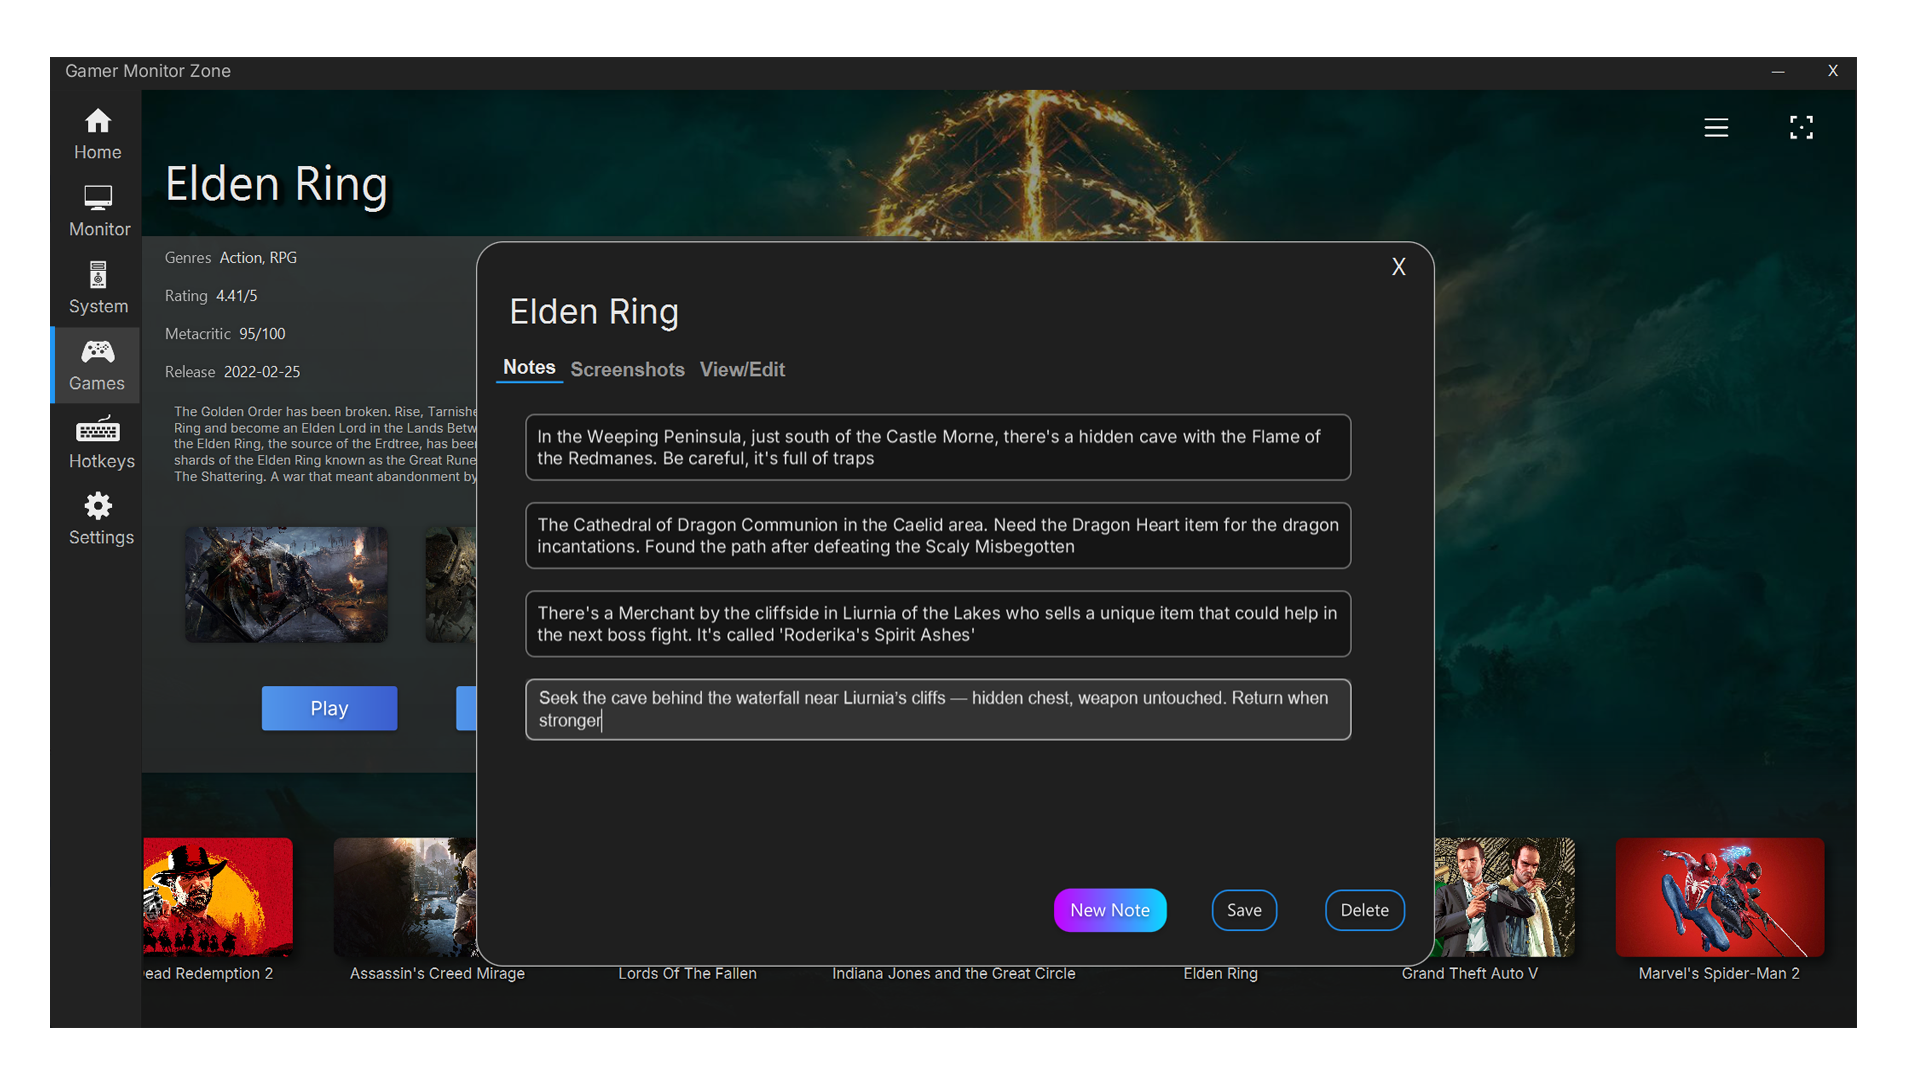 Gamer Monitor Zone
X
Home
Monitor
System
Games
Hotkeys
Settings
Elden Ring
Genres Action, RPG
Rating 4.41/5
Metacritic 95/100
Release 2022-02-25
The Golden Order has been broken. Rise, Tarnishe
Ring and become an Elden Lord in the Lands Betw
the Elden Ring, the source of the Erdtree, has beer
shards of the Elden Ring known as the Great Rune
The Shattering. A war that meant abandonment by
Play
X
Elden Ring
Notes Screenshots View/Edit
In the Weeping Peninsula, just south of the Castle Morne, there's a hidden cave with the Flame of
the Redmanes. Be careful, it's full of traps
The Cathedral of Dragon Communion in the Caelid area. Need the Dragon Heart item for the dragon
incantations. Found the path after defeating the Scaly Misbegotten
There's a Merchant by the cliffside in Liurnia of the Lakes who sells a unique item that could help in
the next boss fight. It's called 'Roderika's Spirit Ashes'
Seek the cave behind the waterfall near Liurnia's cliffs — hidden chest, weapon untouched. Return when
stronger
New Note Save Delete
ead Redemption 2
Assassin's Creed Mirage
Lords Of The Fallen
Indiana Jones and the Great Circle
Elden Ring
Grand Theft Auto V
Marvel's Spider-Man 2